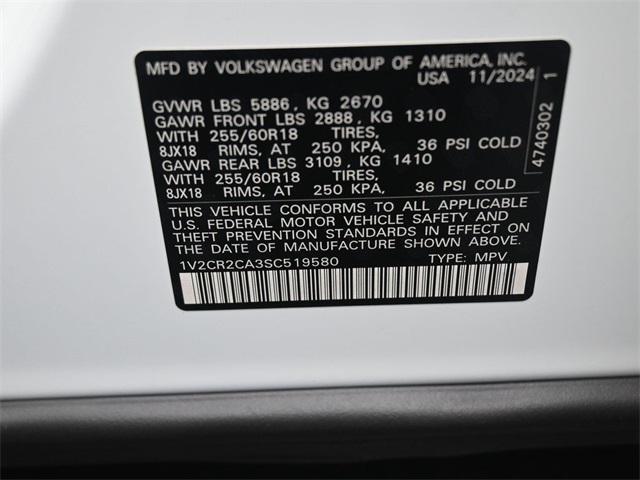 MFD BY VOLKSWAGEN GROUP OF AMERICA, INC.
USA 11/2024
GVWR LBS 5886, KG 2670
GAWR FRONT LBS 2888, KG 1310
WITH 255/60R18 TIRES,
8JX18 RIMS, AT 250 KPA, 36 PSI COLD
GAWR REAR LBS 3109, KG 1410
WITH 255/60R18 TIRES,
8JX18 RIMS, AT 250 KPA, 36 PSI COLD
THIS VEHICLE CONFORMS TO ALL APPLICABLE
U.S. FEDERAL MOTOR VEHICLE SAFETY AND
THEFT PREVENTION STANDARDS IN EFFECT ON
THE DATE OF MANUFACTURE SHOWN ABOVE.
1V2CR2CA3SC519580 TYPE: MPV
4740302 1